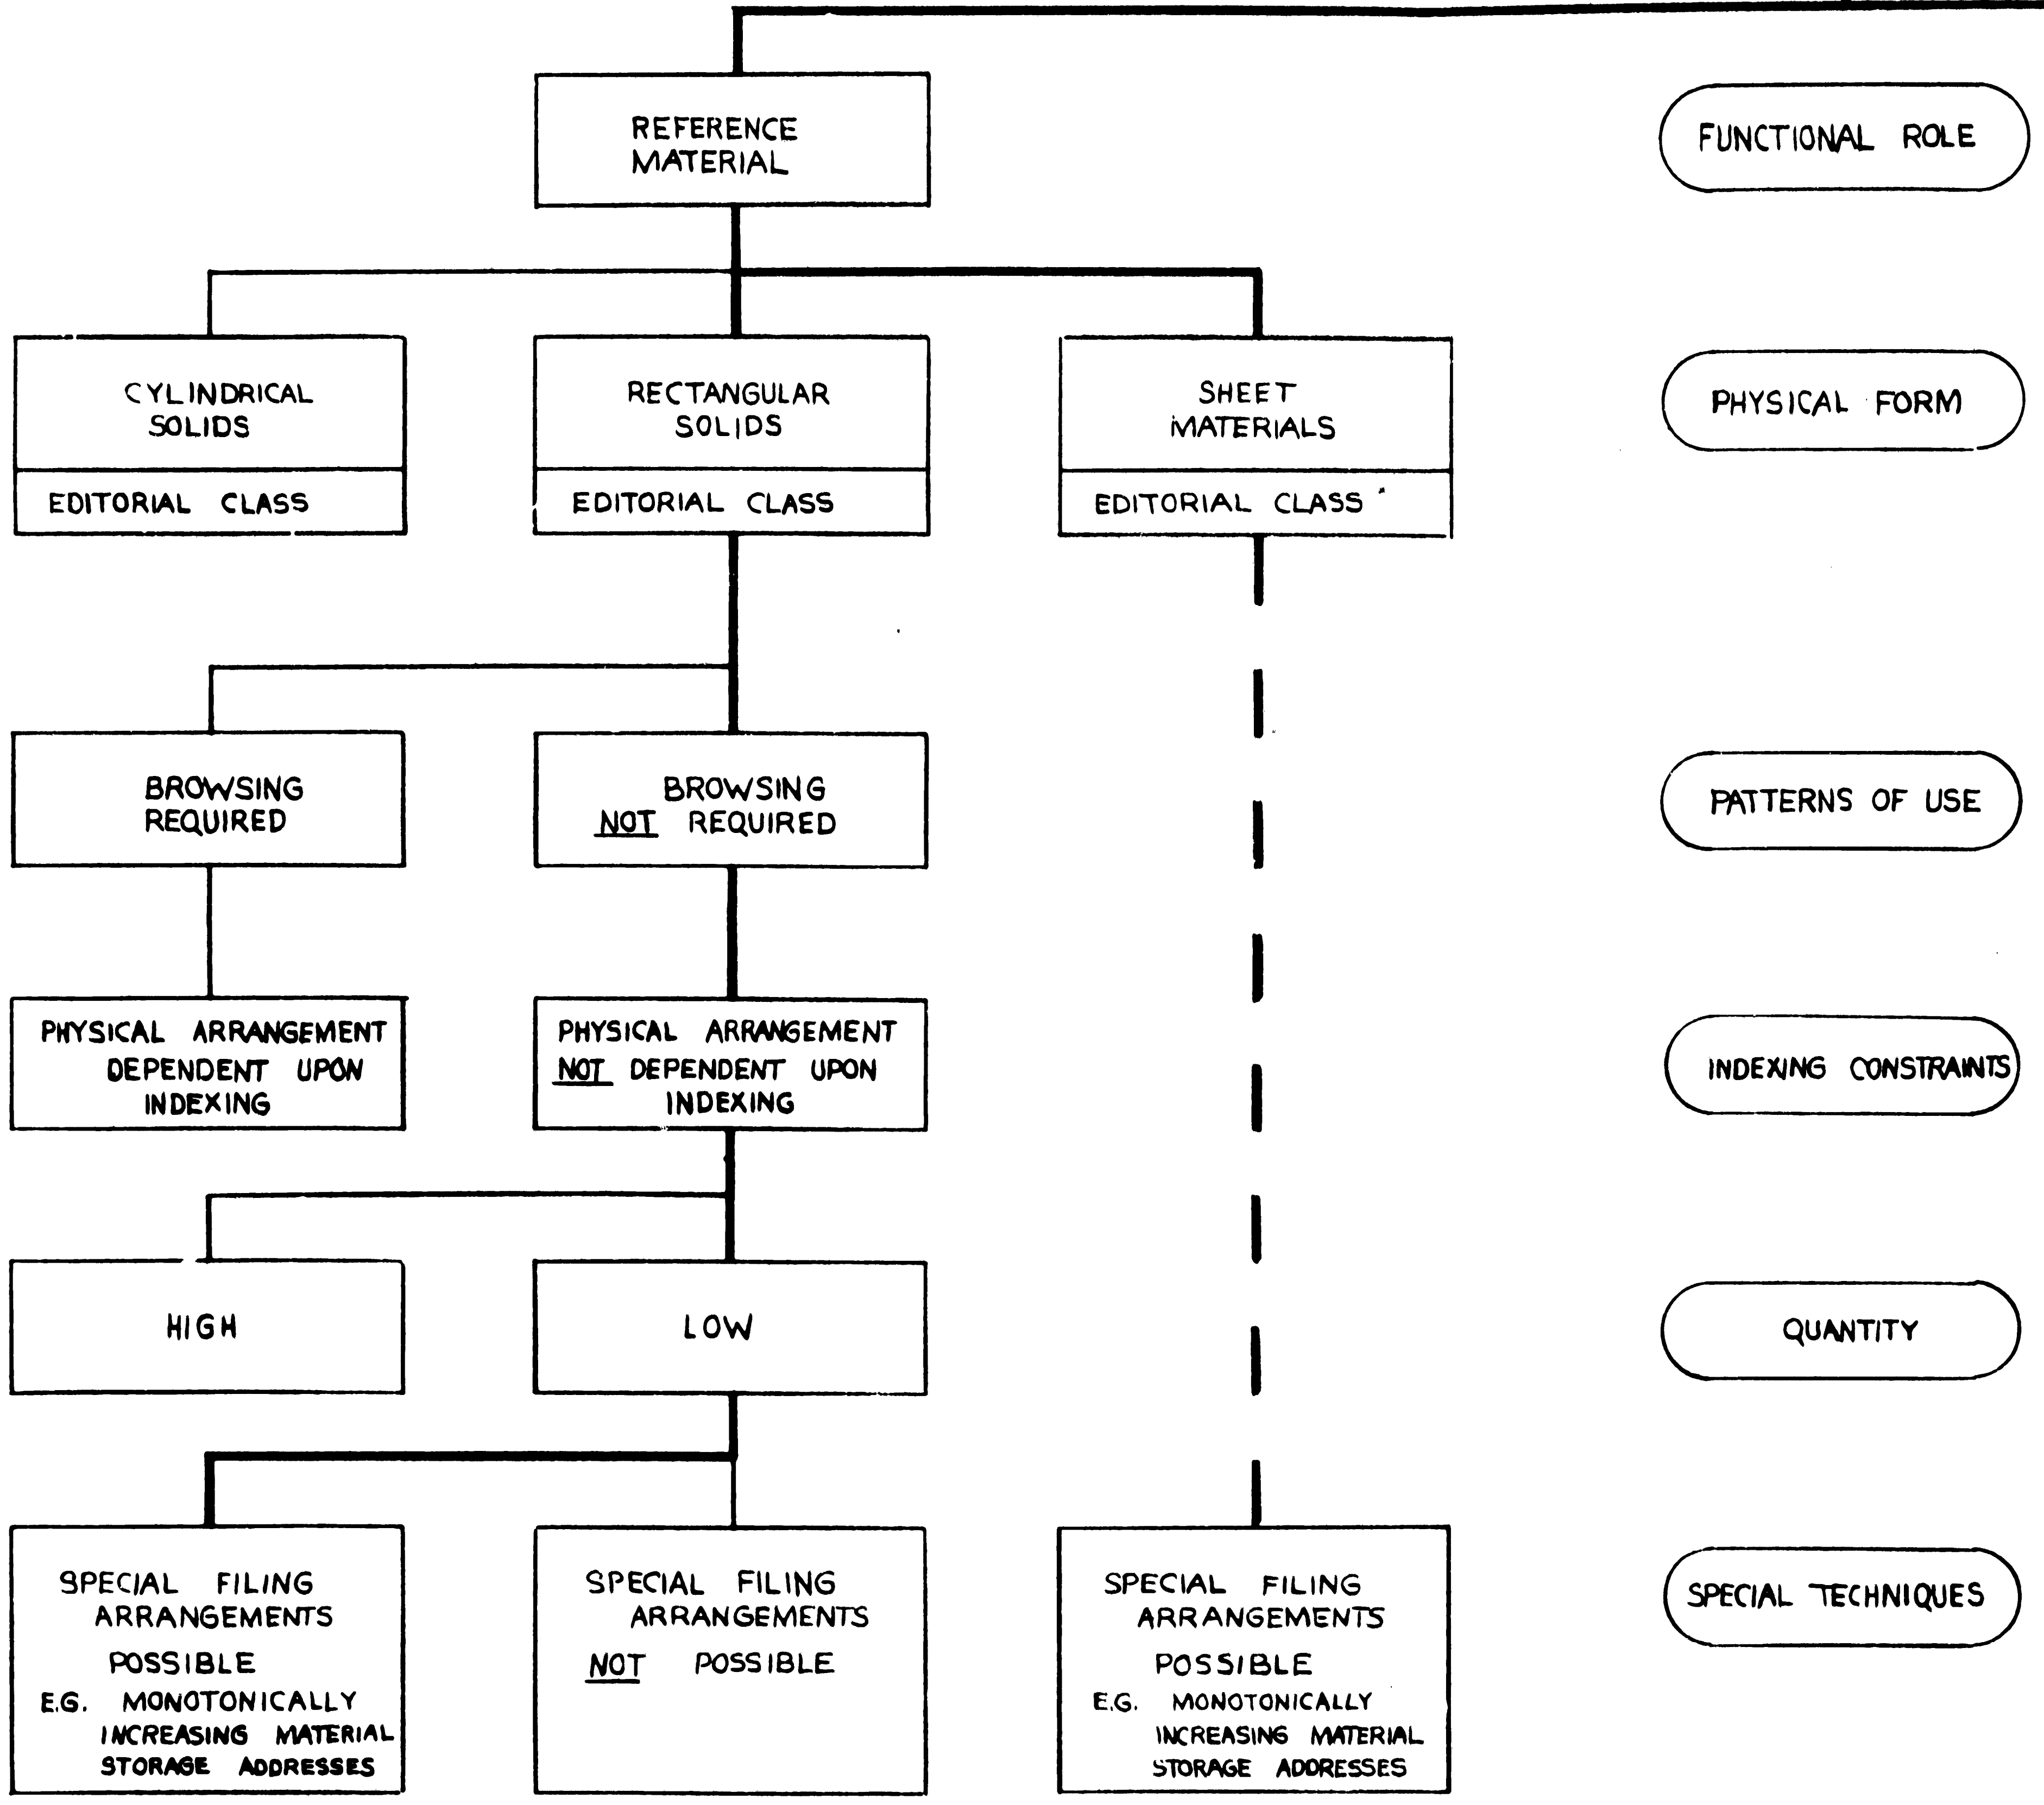 REFERENCE
MATERIAL
FUNCTIONAL ROLE
CYLINDRICAL
SOLIDS
EDITORIAL CLASS
RECTANGULAR
SOLIDS
EDITORIAL CLASS
SHEET
MATERIALS
EDITORIAL CLASS
PHYSICAL FORM
BROWSING
REQUIRED
BROWSING
NOT REQUIRED
PATTERNS OF USE
PHYSICAL ARRANGEMENT
DEPENDENT UPON
INDEXING
PHYSICAL ARRANGEMENT
NOT DEPENDENT UPON
INDEXING
INDEXING CONSTRAINTS
HIGH
LOW
QUANTITY
SPECIAL FILING
ARRANGEMENTS
POSSIBLE
E.G. MONOTONICALLY
INCREASING MATERIAL
STORAGE ADDRESSES
SPECIAL FILING
ARRANGEMENTS
NOT POSSIBLE
SPECIAL FILING
ARRANGEMENTS
POSSIBLE
E.G. MONOTONICALLY
INCREASING MATERIAL
STORAGE ADDRESSES
SPECIAL TECHNIQUES